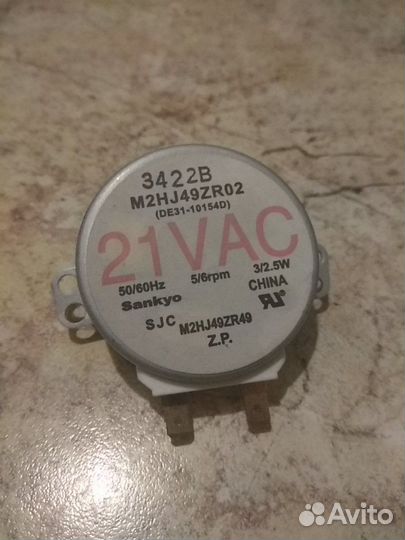 3422B
M2HJ49ZR02
(DE31-10154D)
21VAC
50/60Hz 5/6rpm 3/2.5W
Sankyo CHINA
SJC M2HJ49ZR49
Z.P.
Avito